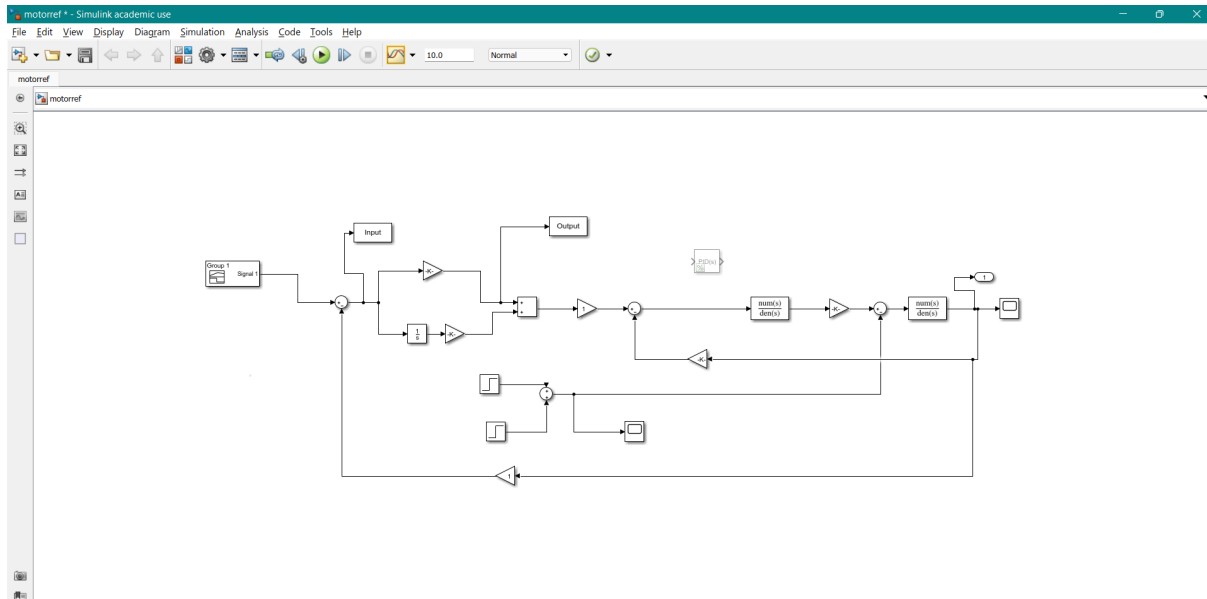 motorref * - Simulink academic use
File Edit View Display Diagram Simulation Analysis Code Tools Help
10.0 Normal
motorref
motorref
Input
Output
Group 1
Signal 1
-K-
PID(s)
1
+
+
1
num(s)
den(s)
-K-
num(s)
den(s)
1
s
-K-
-K-
1